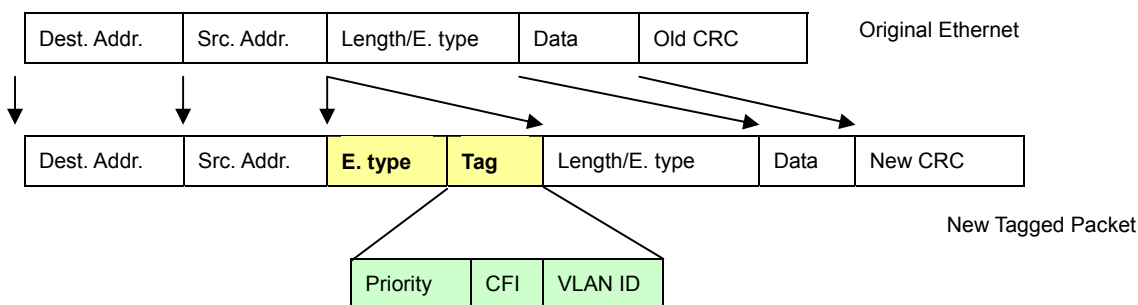 Dest. Addr. Src. Addr. Length/E. type Data Old CRC Original Ethernet
Dest. Addr. Src. Addr. E. type Tag Length/E. type Data New CRC
New Tagged Packet
Priority CFI VLAN ID